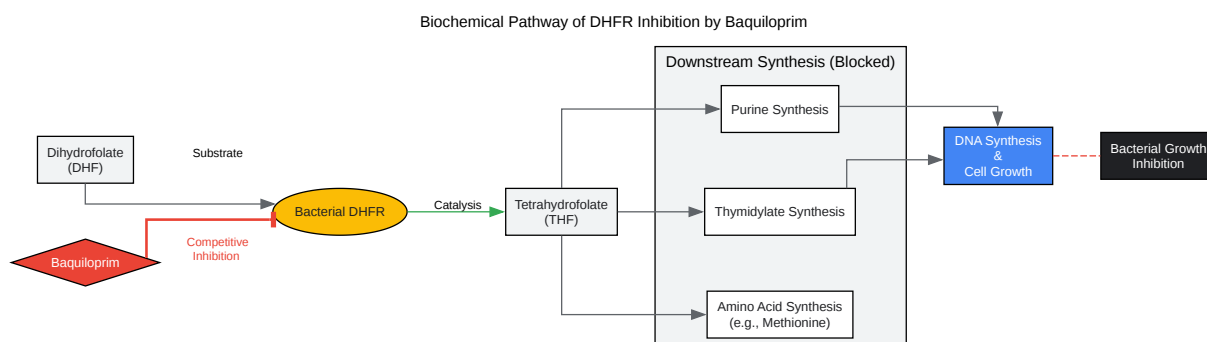 Biochemical Pathway of DHFR Inhibition by Baquiloprim
Downstream Synthesis (Blocked)
Dihydrofolate
(DHF)
Substrate
Baquiloprim
Competitive
Inhibition
Bacterial DHFR
Catalysis
Tetrahydrofolate
(THF)
Purine Synthesis
Thymidylate Synthesis
Amino Acid Synthesis
(e.g., Methionine)
DNA Synthesis
&
Cell Growth
Bacterial Growth
Inhibition